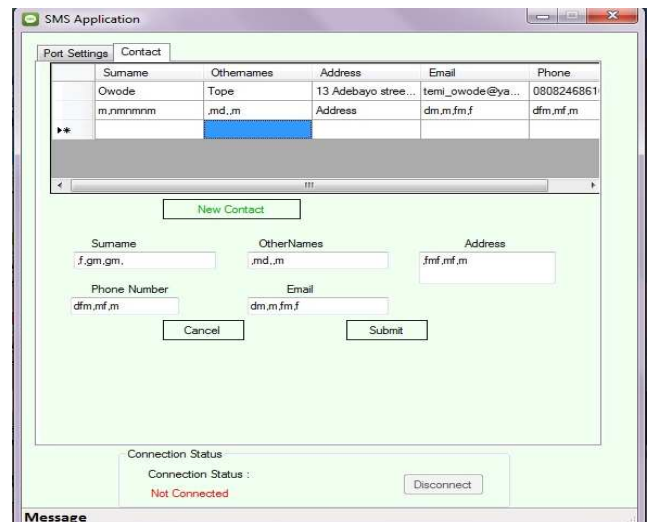 SMS Application
Port Settings Contact
Surname Othernames Address Email Phone
Owode Tope 13 Adebayo stree... temi_owode@ya...
m,nmnmnm ,md,,m Address dm,m,fm,f dfm,mf,m
New Contact
Surname OtherNames Address
,f,gm,gm, ,md,,m ,fmf,mf,m
Phone Number Email
dfm,mf,m dm,m,fm,f
Cancel Submit
Connection Status
Connection Status :
Not Connected
Disconnect
Message